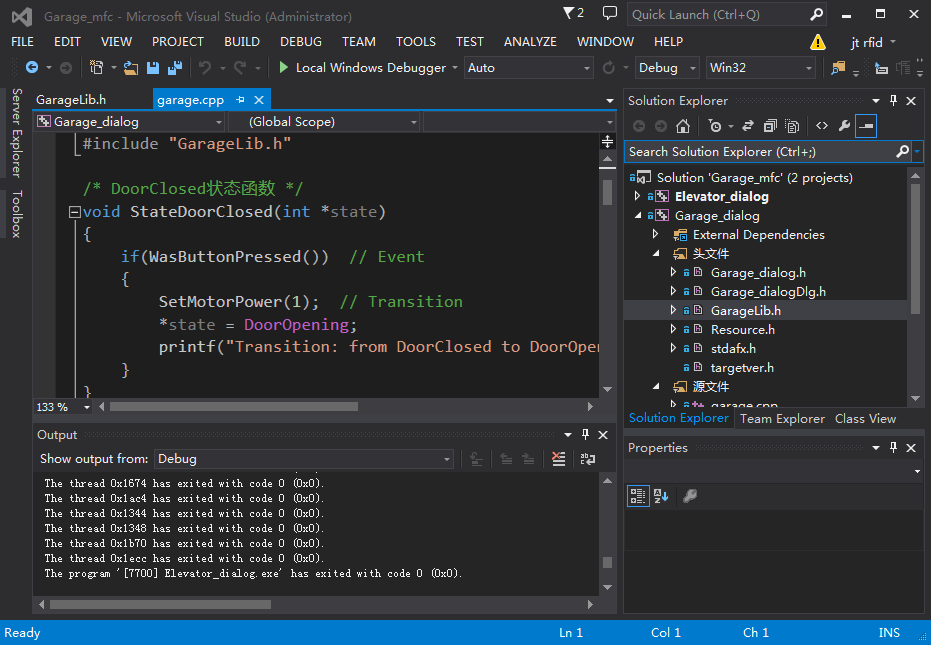 Garage_mfc - Microsoft Visual Studio (Administrator)
2
Quick Launch (Ctrl+Q)
FILE EDIT VIEW PROJECT BUILD DEBUG TEAM TOOLS TEST ANALYZE WINDOW HELP
jt rfid
Local Windows Debugger Auto Debug Win32
Server Explorer
Toolbox
GarageLib.h garage.cpp
Garage_dialog (Global Scope)
#include "GarageLib.h"
/* DoorClosed状态函数 */
void StateDoorClosed(int *state)
{
if(WasButtonPressed()) // Event
{
SetMotorPower(1); // Transition
*state = DoorOpening;
printf("Transition: from DoorClosed to DoorOper
}
}
133 %
Output
Show output from: Debug
The thread 0x1674 has exited with code 0 (0x0).
The thread 0x1ac4 has exited with code 0 (0x0).
The thread 0x1344 has exited with code 0 (0x0).
The thread 0x1348 has exited with code 0 (0x0).
The thread 0x1b70 has exited with code 0 (0x0).
The thread 0x1ecc has exited with code 0 (0x0).
The program '[7700] Elevator_dialog.exe' has exited with code 0 (0x0).
Solution Explorer
Search Solution Explorer (Ctrl+;)
Solution 'Garage_mfc' (2 projects)
Elevator_dialog
Garage_dialog
External Dependencies
头文件
Garage_dialog.h
Garage_dialogDlg.h
GarageLib.h
Resource.h
stdafx.h
targetver.h
源文件
garage.cpp
Solution Explorer Team Explorer Class View
Properties
Ready Ln 1 Col 1 Ch 1 INS